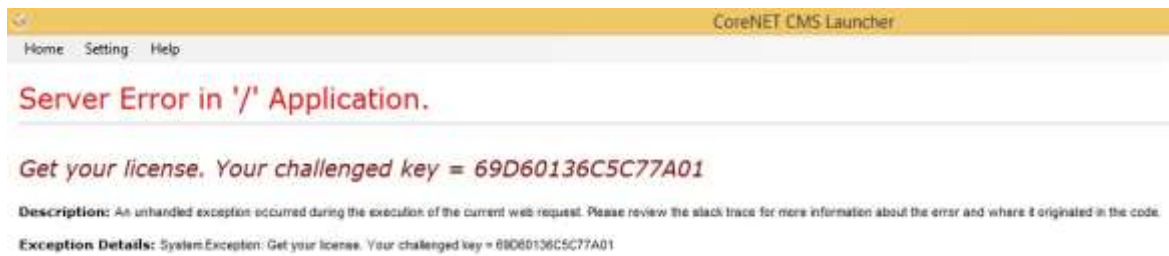 CoreNET CMS Launcher
Home Setting Help
Server Error in '/' Application.
Get your license. Your challenged key = 69D60136C5C77A01
Description: An unhandled exception occurred during the execution of the current web request. Please review the stack trace for more information about the error and where it originated in the code.
Exception Details: System.Exception: Get your license. Your challenged key = 69D60136C5C77A01